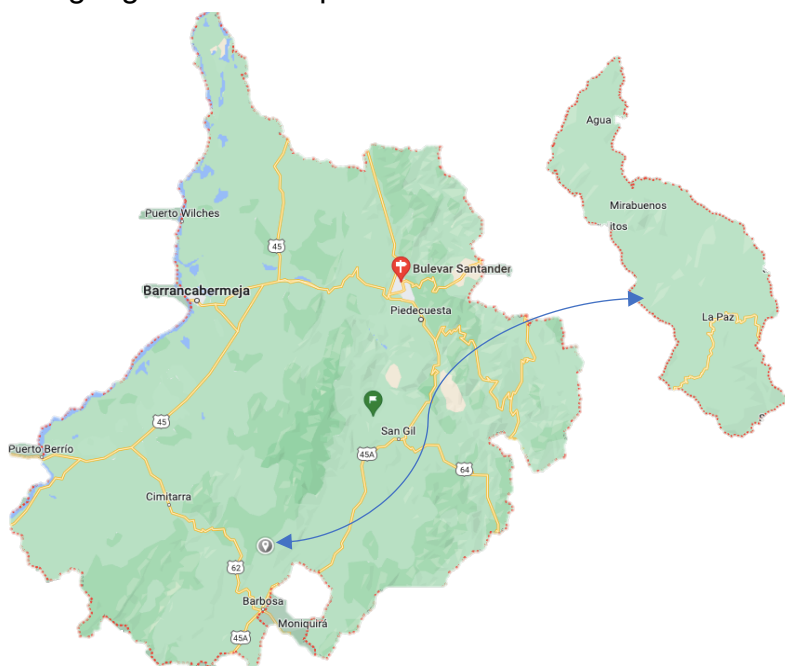 Agua
Mirabuenos
itos
Puerto Wilches
45
Bulevar Santander
Barrancabermeja
Piedecuesta
La Paz
45
San Gil
Puerto Berrío
45A
64
Cimitarra
62
Barbosa
Moniquirá
45A